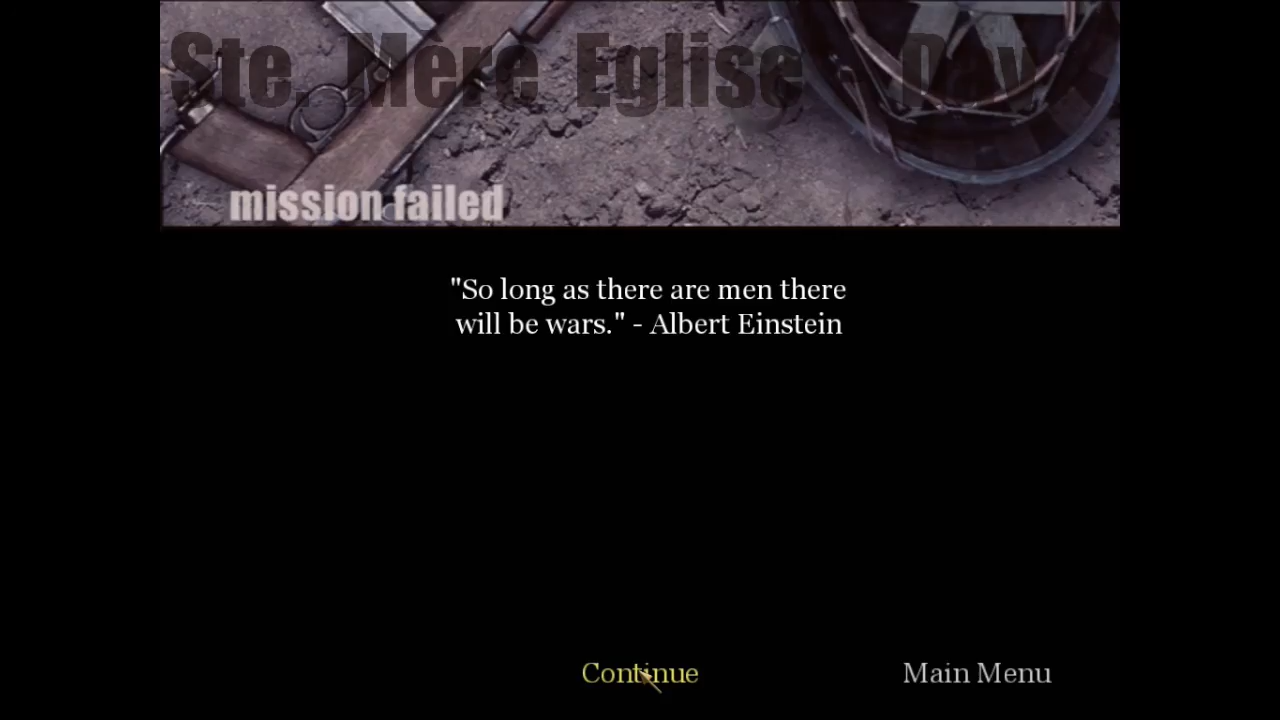 Ste. Mere Eglise - Day
mission failed
"So long as there are men there
will be wars." - Albert Einstein
Continue
Main Menu